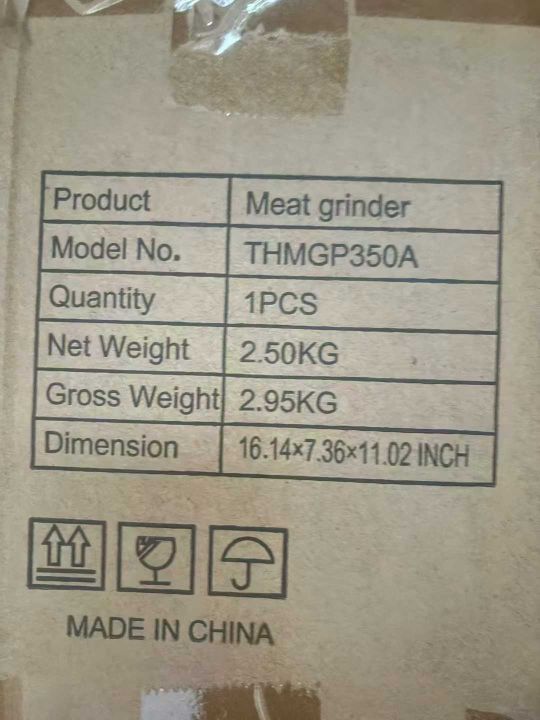 Product Meat grinder
Model No. THMGP350A
Quantity 1PCS
Net Weight 2.50KG
Gross Weight 2.95KG
Dimension 16.14×7.36×11.02 INCH
MADE IN CHINA